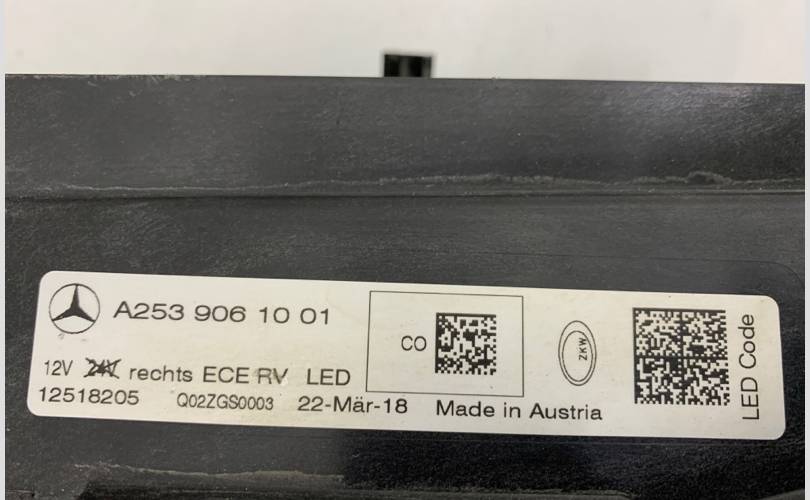 A253 906 10 01
12V 24V rechts ECE RV LED
12518205 Q02ZGS0003 22-Mär-18 Made in Austria
CO
ZKW
LED Code